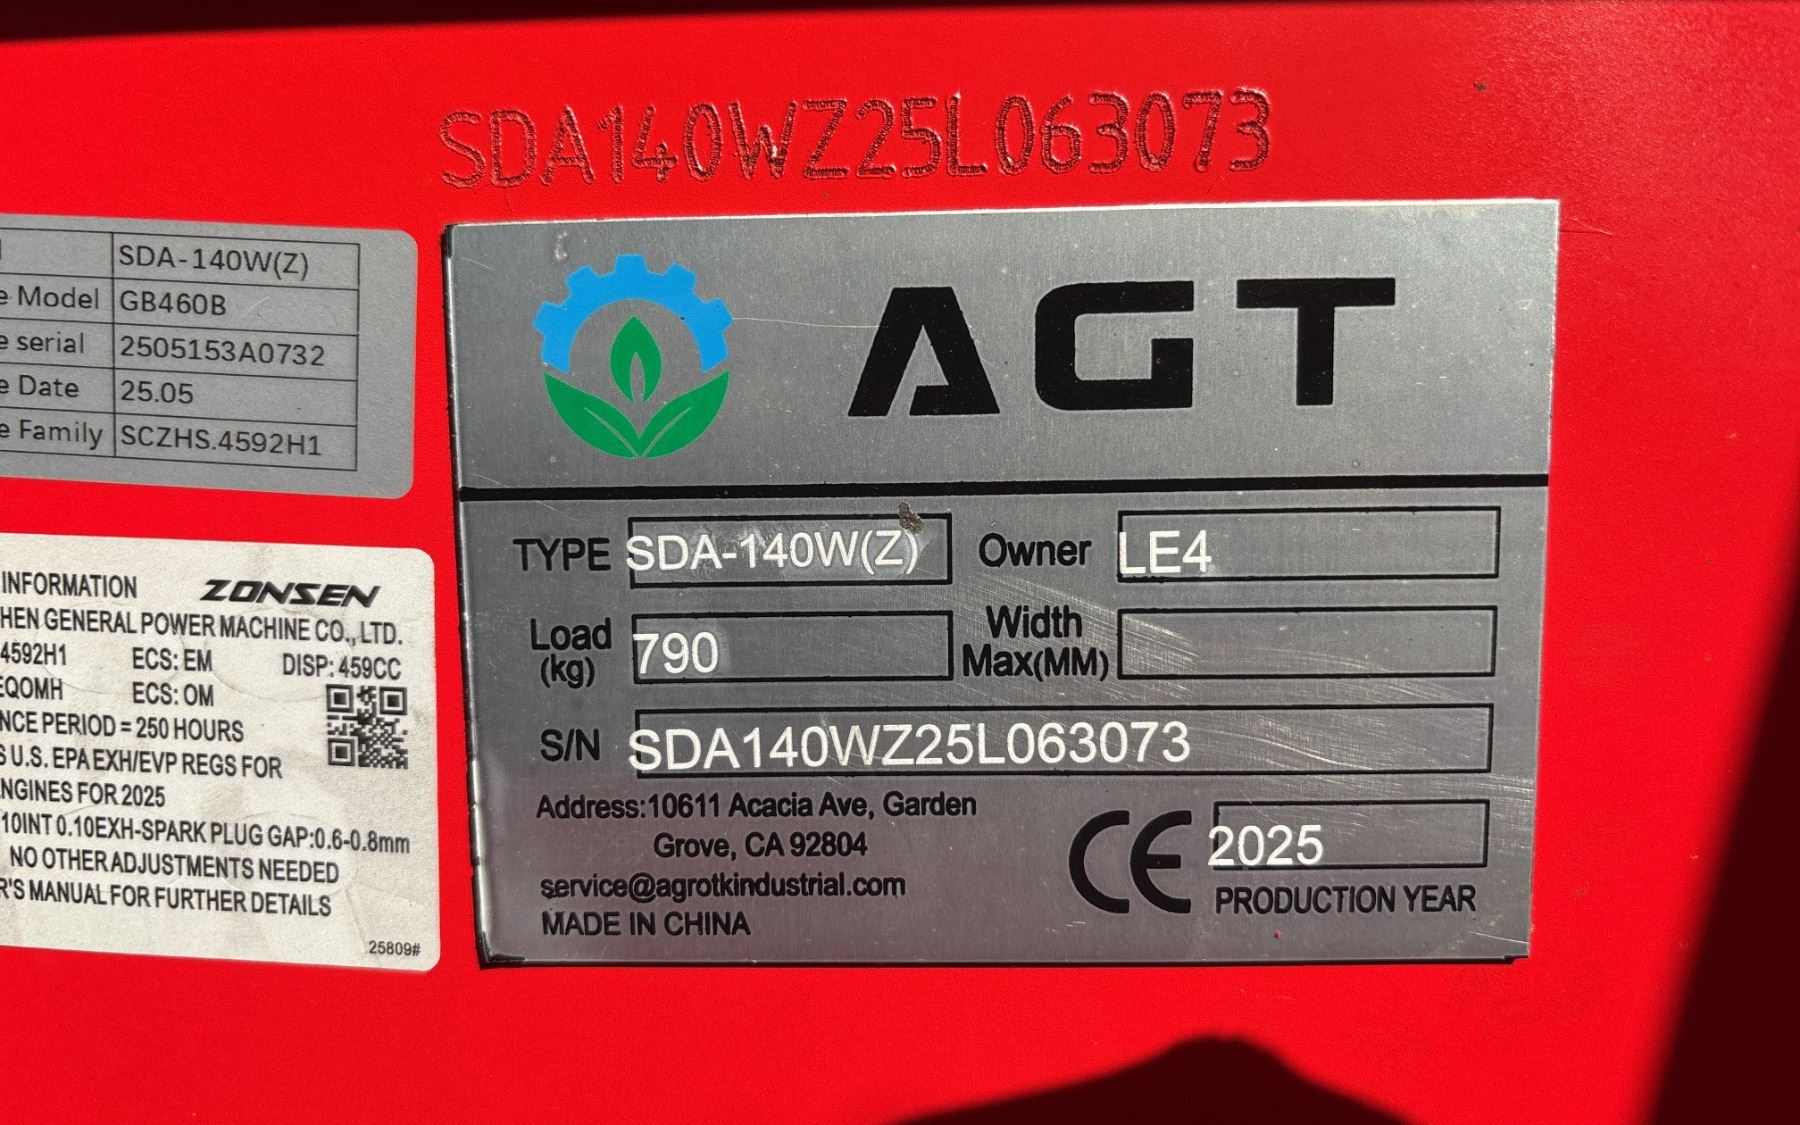 SDA140WZ25L063073
SDA-140W(Z)
e Model GB460B
e serial 2505153A0732
e Date 25.05
e Family SCZHS.4592H1
INFORMATION ZONSEN
HEN GENERAL POWER MACHINE CO., LTD.
4592H1 ECS: EM DISP: 459CC
EQOMH ECS: OM
NCE PERIOD = 250 HOURS
S U.S. EPA EXH/EVP REGS FOR
NGINES FOR 2025
10INT 0.10EXH-SPARK PLUG GAP:0.6-0.8mm
NO OTHER ADJUSTMENTS NEEDED
R'S MANUAL FOR FURTHER DETAILS
25809#
AGT
TYPE SDA-140W(Z) Owner LE4
Load (kg) 790 Width Max(MM)
S/N SDA140WZ25L063073
Address:10611 Acacia Ave, Garden
Grove, CA 92804
service@agrotkindustrial.com
MADE IN CHINA
CE 2025
PRODUCTION YEAR